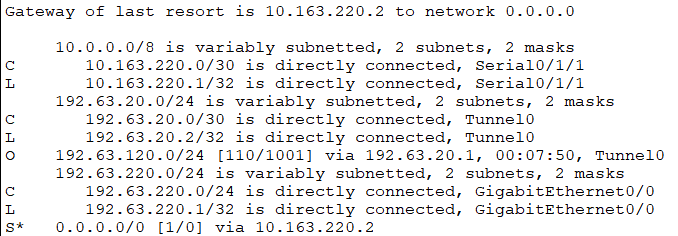 Gateway of last resort is 10.163.220.2 to network 0.0.0.0

      10.0.0.0/8 is variably subnetted, 2 subnets, 2 masks
C        10.163.220.0/30 is directly connected, Serial0/1/1
L        10.163.220.1/32 is directly connected, Serial0/1/1
      192.63.20.0/24 is variably subnetted, 2 subnets, 2 masks
C        192.63.20.0/30 is directly connected, Tunnel0
L        192.63.20.2/32 is directly connected, Tunnel0
O     192.63.120.0/24 [110/1001] via 192.63.20.1, 00:07:50, Tunnel0
      192.63.220.0/24 is variably subnetted, 2 subnets, 2 masks
C        192.63.220.0/24 is directly connected, GigabitEthernet0/0
L        192.63.220.1/32 is directly connected, GigabitEthernet0/0
S*    0.0.0.0/0 [1/0] via 10.163.220.2